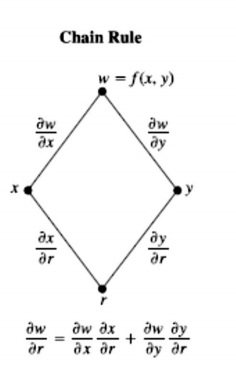 Chain Rule
w = f(x, y)
∂w/∂x ∂w/∂y
x y
∂x/∂r ∂y/∂r
r
∂w/∂r = ∂w/∂x ∂x/∂r + ∂w/∂y ∂y/∂r